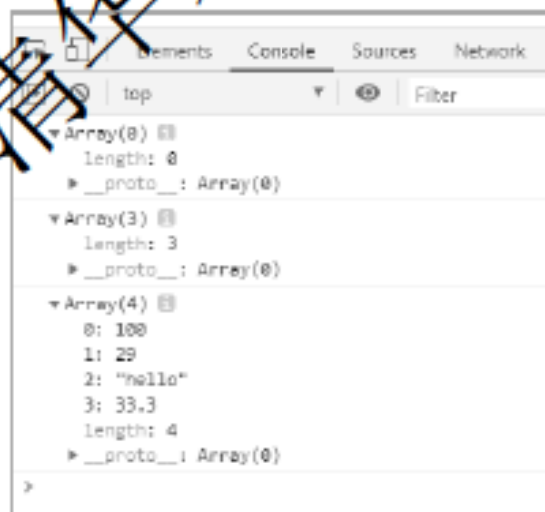 Elements Console Sources Network
top Filter
Array(0)
length: 0
__proto__: Array(0)
Array(3)
length: 3
__proto__: Array(0)
Array(4)
0: 100
1: 29
2: "hello"
3: 33.3
length: 4
__proto__: Array(0)